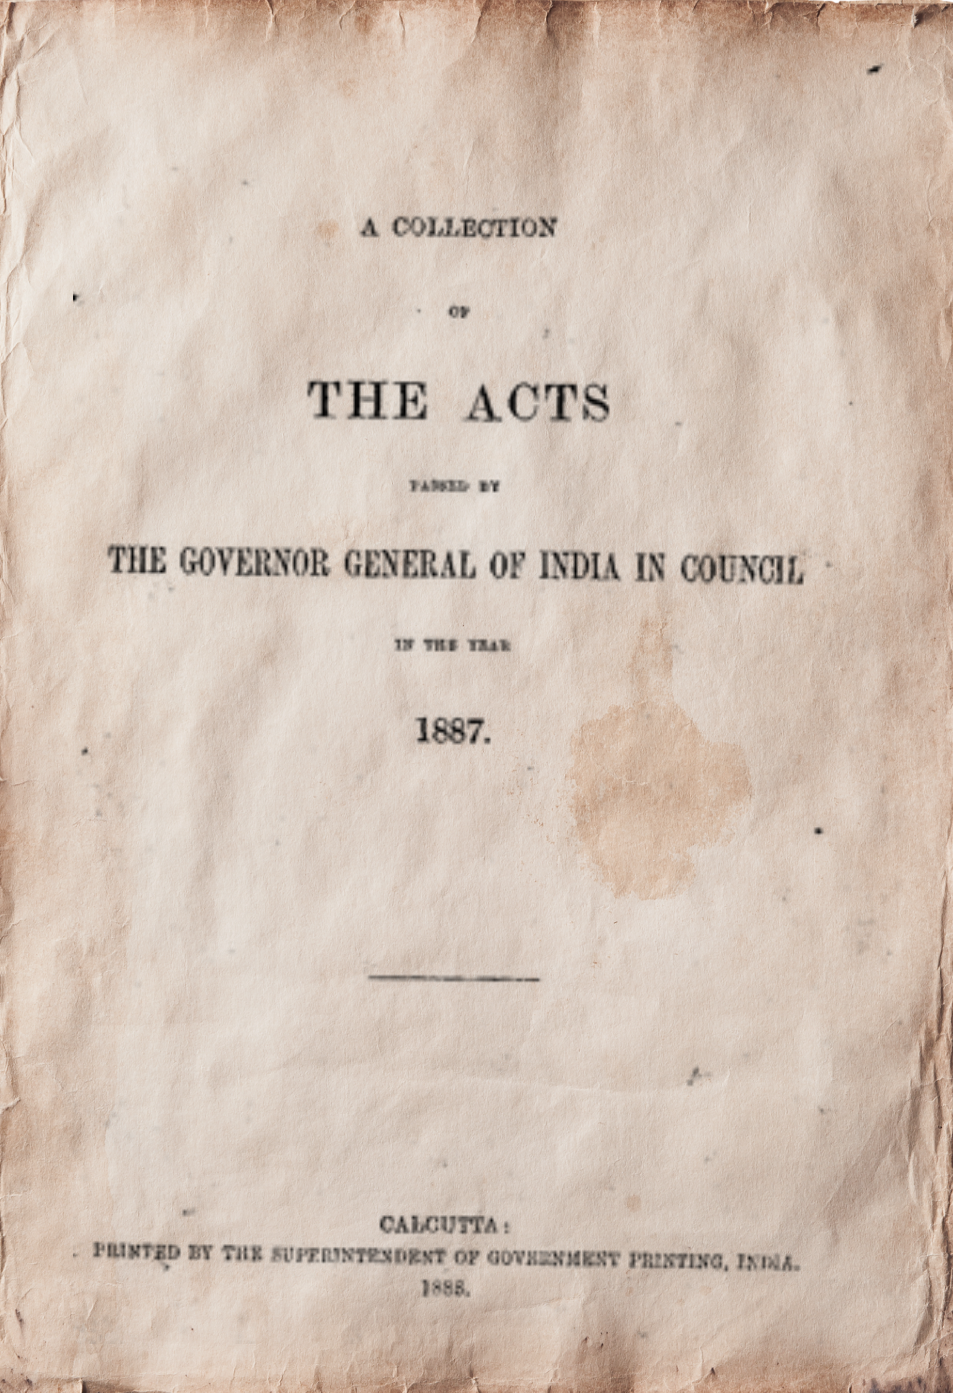 A COLLECTION
OF
THE ACTS
PASSED BY
THE GOVERNOR GENERAL OF INDIA IN COUNCIL
IN THE YEAR
1887.
CALCUTTA:
PRINTED BY THE SUPERINTENDENT OF GOVERNMENT PRINTING, INDIA.
1888.